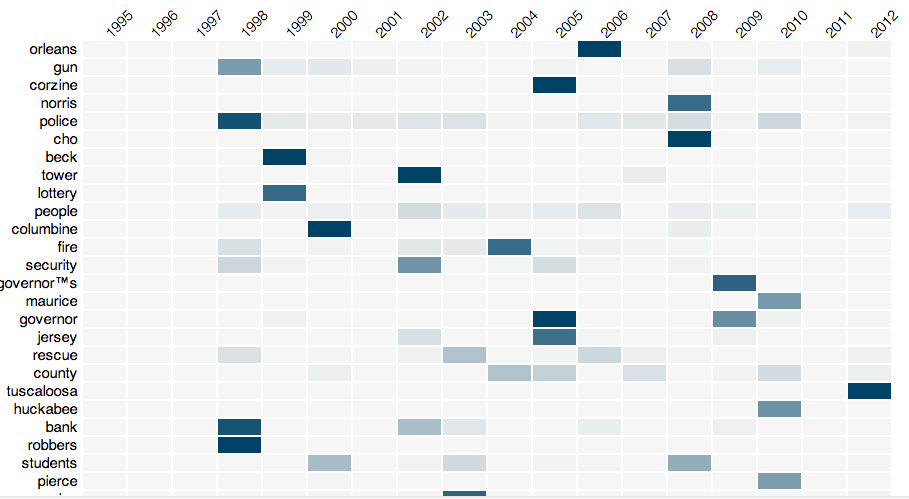 1995 1996 1997 1998 1999 2000 2001 2002 2003 2004 2005 2006 2007 2008 2009 2010 2011 2012
orleans
gun
corzine
norris
police
cho
beck
tower
lottery
people
columbine
fire
security
governor™s
maurice
governor
jersey
rescue
county
tuscaloosa
huckabee
bank
robbers
students
pierce